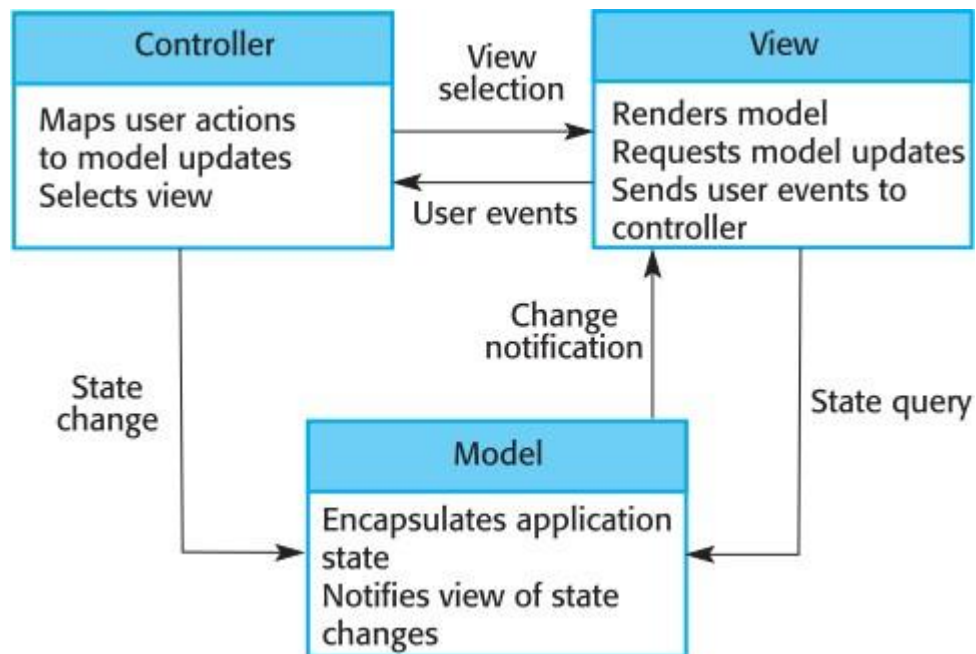 Controller
Maps user actions
to model updates
Selects view
View
selection
User events
View
Renders model
Requests model updates
Sends user events to
controller
State
change
Change
notification
State query
Model
Encapsulates application
state
Notifies view of state
changes